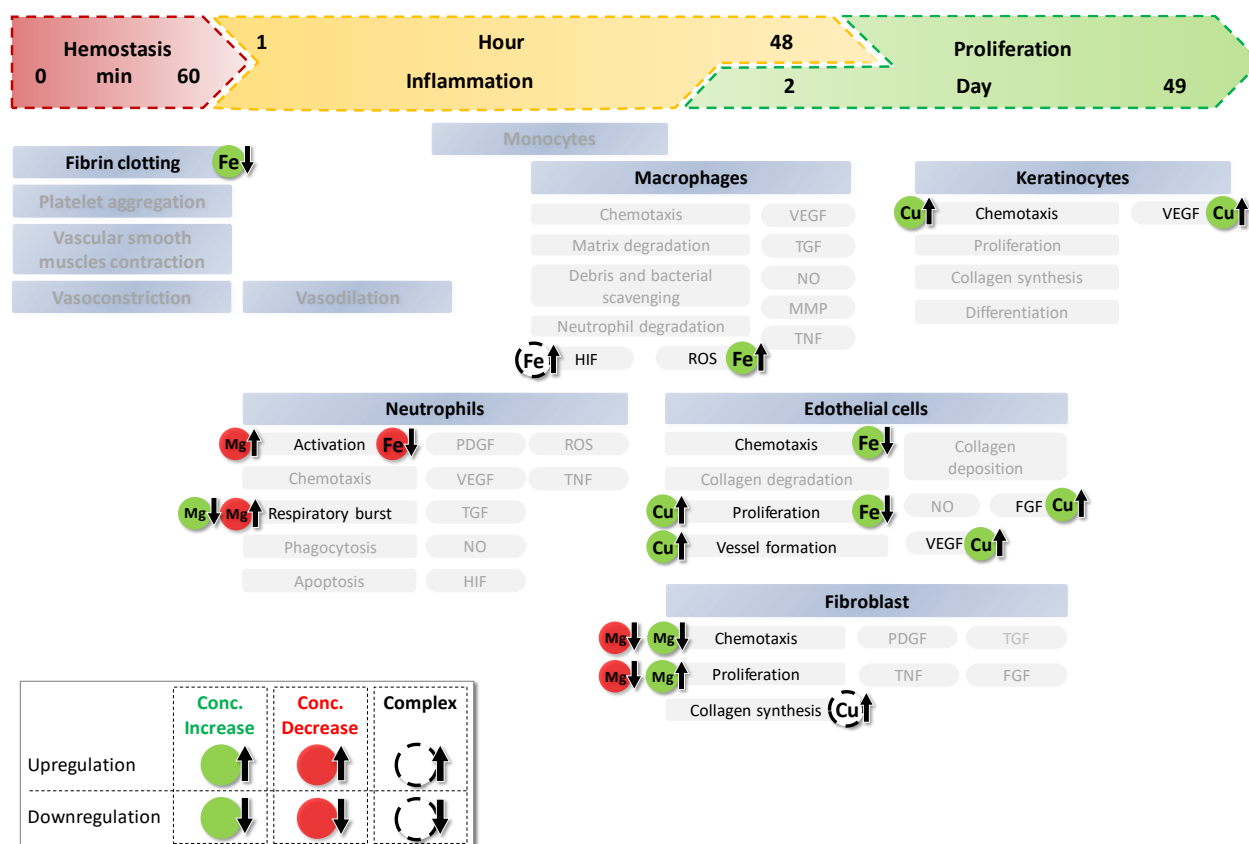 Hemostasis
0 min 60
1 Hour 48
Inflammation
Proliferation
2 Day 49
Monocytes
Fibrin clotting Fe
Platelet aggregation
Vascular smooth
muscles contraction
Vasoconstriction
Vasodilation
Macrophages
Chemotaxis VEGF
Matrix degradation TGF
Debris and bacterial
scavenging
NO
MMP
Neutrophil degradation
TNF
Fe HIF ROS Fe
Keratinocytes
Cu Chemotaxis VEGF Cu
Proliferation
Collagen synthesis
Differentiation
Neutrophils
Mg Activation Fe PDGF ROS
Chemotaxis VEGF TNF
Mg Mg Respiratory burst TGF
Phagocytosis NO
Apoptosis HIF
Edothelial cells
Chemotaxis Fe
Collagen
deposition
Collagen degradation
Cu Proliferation Fe NO FGF Cu
Cu Vessel formation VEGF Cu
Fibroblast
Mg Mg Chemotaxis PDGF TGF
Mg Mg Proliferation TNF FGF
Collagen synthesis Cu
Conc.
Increase
Conc.
Decrease
Complex
Upregulation
Downregulation